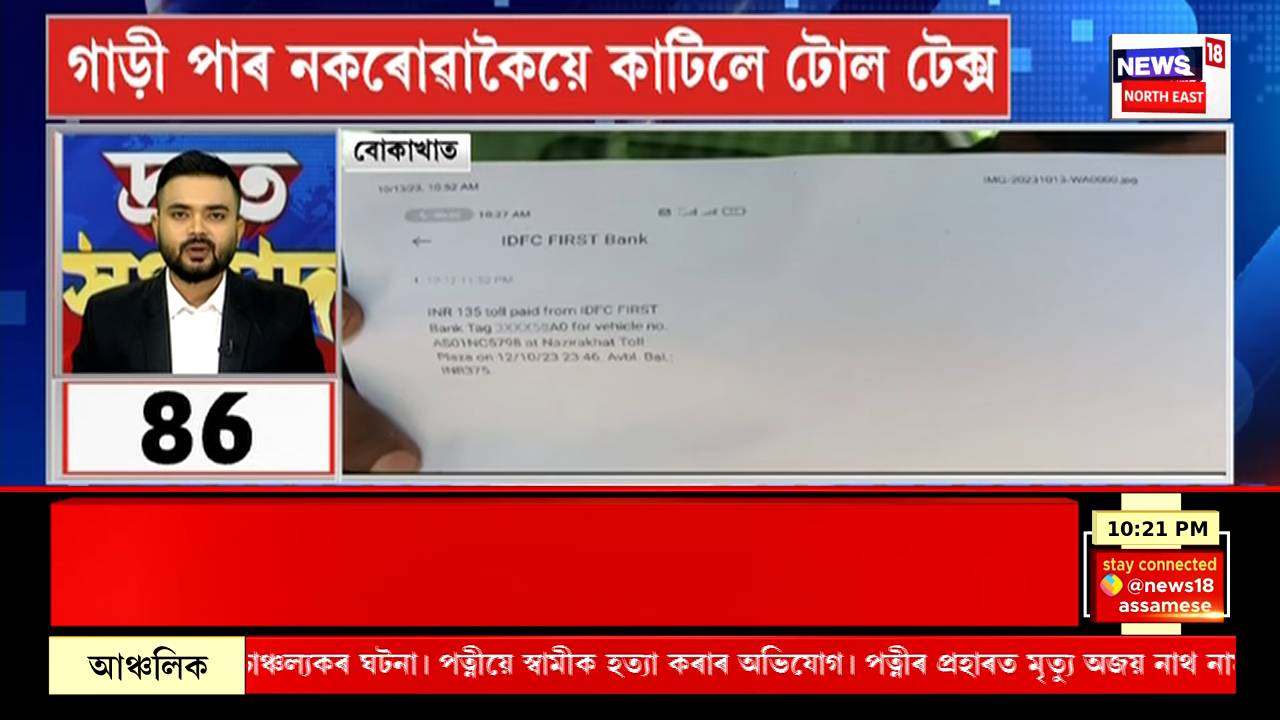 গাড়ী পাৰ নকৰোৱাকৈয়ে কাটিলে টোল টেক্স
NEWS 18
NORTH EAST
দ্ৰুত
বোকাখাত
10/13/23, 10:52 AM
IMG-20231013-WA0000.jpg
10:27 AM
IDFC FIRST Bank
INR 135 toll paid from IDFC FIRST
Bank Tag 3XXX58A0 for vehicle no.
AS01NC5798 at Nazirakhat Toll
Plaza on 12/10/23 23:46. Avbl. Bal.:
INR375.
86
10:21 PM
stay connected
@news18
assamese
আঞ্চলিক
চাঞ্চল্যকৰ ঘটনা। পত্নীয়ে স্বামীক হত্যা কৰাৰ অভিযোগ। পত্নীৰ প্ৰহাৰত মৃত্যু অজয় নাথ